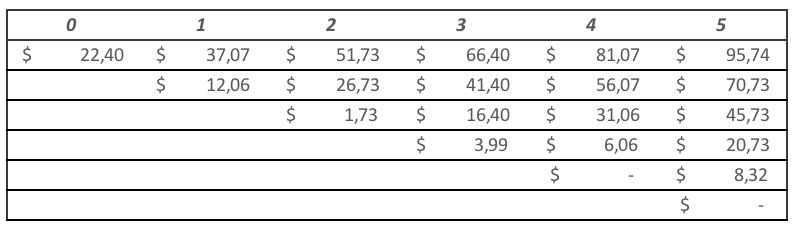 0 1 2 3 4 5
$ 22,40 $ 37,07 $ 51,73 $ 66,40 $ 81,07 $ 95,74
$ 12,06 $ 26,73 $ 41,40 $ 56,07 $ 70,73
$ 1,73 $ 16,40 $ 31,06 $ 45,73
$ 3,99 $ 6,06 $ 20,73
$ - $ 8,32
$ -